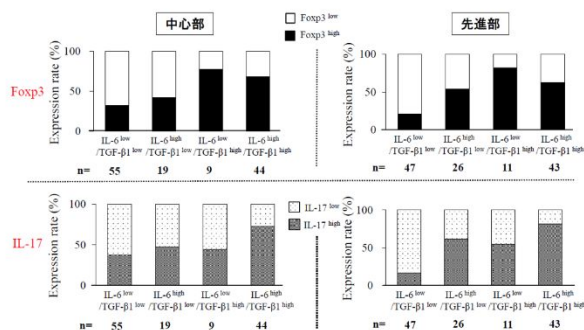 中心部
先進部
Foxp3 low
Foxp3 high
Foxp3
Expression rate (%)
100
50
0
IL-6 low /TGF-β1 low
IL-6 high /TGF-β1 low
IL-6 low /TGF-β1 high
IL-6 high /TGF-β1 high
n= 55 19 9 44
Expression rate (%)
100
50
0
IL-6 low /TGF-β1 low
IL-6 high /TGF-β1 low
IL-6 low /TGF-β1 high
IL-6 high /TGF-β1 high
n= 47 26 11 43
IL-17 low
IL-17 high
IL-17
Expression rate (%)
100
50
0
IL-6 low /TGF-β1 low
IL-6 high /TGF-β1 low
IL-6 low /TGF-β1 high
IL-6 high /TGF-β1 high
n= 55 19 9 44
Expression rate (%)
100
50
0
IL-6 low /TGF-β1 low
IL-6 high /TGF-β1 low
IL-6 low /TGF-β1 high
IL-6 high /TGF-β1 high
n= 47 26 11 43